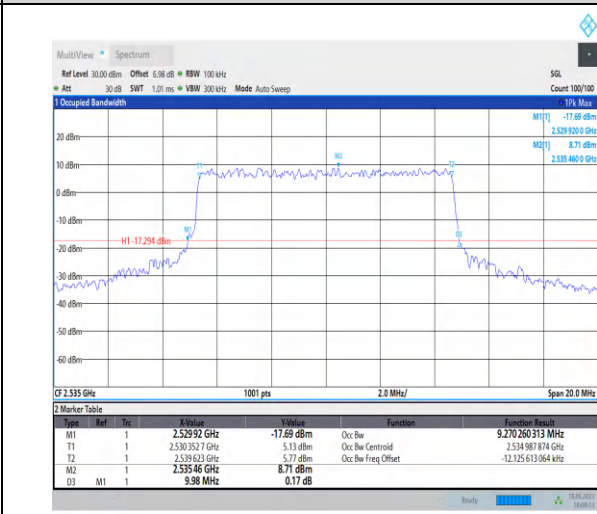 MultiView Spectrum
Ref Level 30.00 dBm Offset 6.98 dB RBW 100 kHz SGL
Att 30 dB SWT 1.01 ms VBW 300 kHz Mode Auto Sweep Count 100/100
1 Occupied Bandwidth 1Pk Max
M1[1] -17.69 dBm
2.529 920 0 GHz
M2[1] 8.71 dBm
2.535 460 0 GHz
20 dBm
M2
T1 T2
10 dBm
0 dBm
-10 dBm
M1 D3
H1 -17.294 dBm
-20 dBm
-30 dBm
-40 dBm
-50 dBm
-60 dBm
CF 2.535 GHz 1001 pts 2.0 MHz/ Span 20.0 MHz
2 Marker Table
Type Ref Trc X-Value Y-Value Function Function Result
M1 1 2.529 92 GHz -17.69 dBm Occ Bw 9.270 260 313 MHz
T1 1 2.530 352 7 GHz 5.13 dBm Occ Bw Centroid 2.534 987 874 GHz
T2 1 2.539 623 GHz 5.77 dBm Occ Bw Freq Offset -12.125 613 064 kHz
M2 1 2.535 46 GHz 8.71 dBm
D3 M1 1 9.98 MHz 0.17 dB
Ready